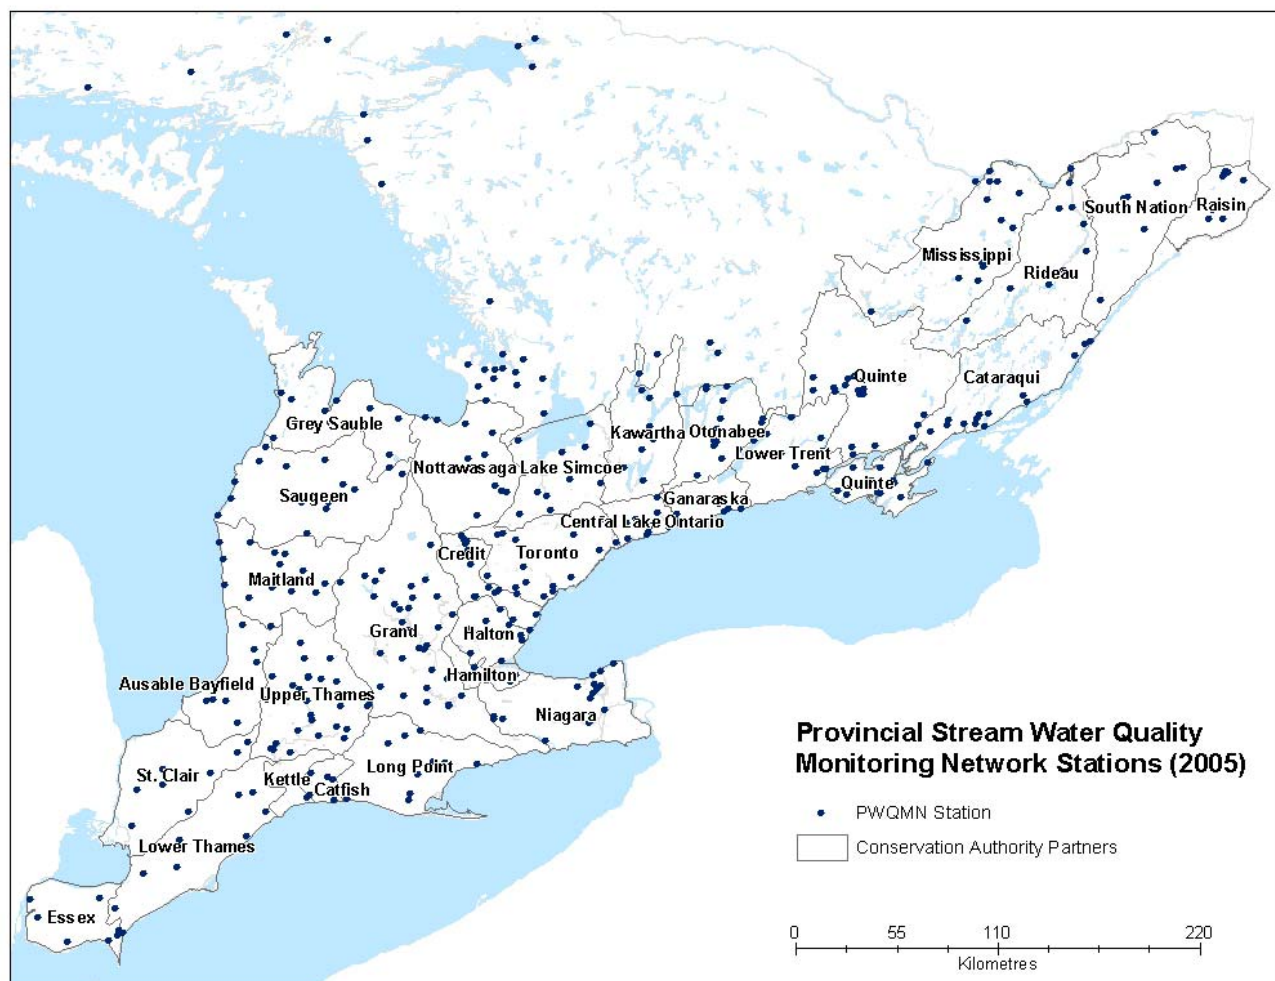 South Nation
Raisin
Mississippi
Rideau
Quinte
Cataraqui
Grey Sauble
Kawartha
Otonabee
Lower Trent
Nottawasaga
Lake Simcoe
Saugeen
Quinte
Ganaraska
Central Lake Ontario
Credit
Toronto
Maitland
Grand
Halton
Hamilton
Ausable Bayfield
Upper Thames
Niagara
St. Clair
Kettle
Long Point
Catfish
Lower Thames
Essex
Provincial Stream Water Quality
Monitoring Network Stations (2005)
PWQMN Station
Conservation Authority Partners
0 55 110 220
Kilometres